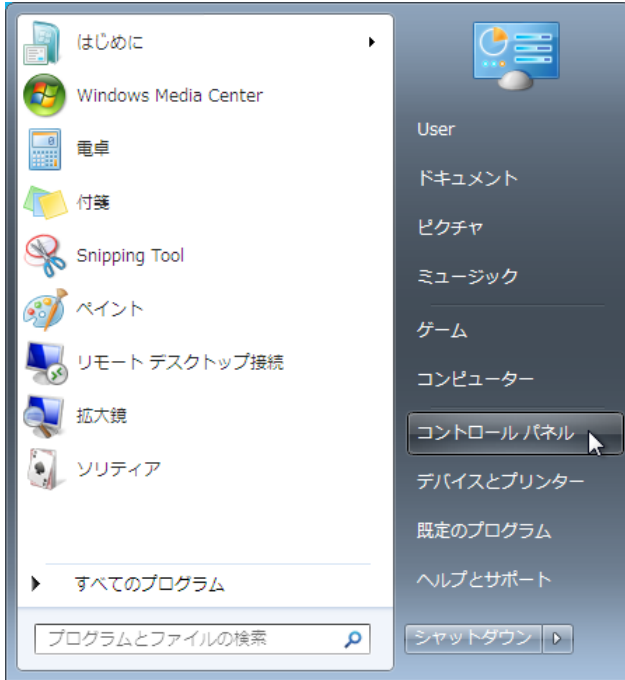 はじめに
Windows Media Center
電卓
付箋
Snipping Tool
ペイント
リモート デスクトップ接続
拡大鏡
ソリティア
すべてのプログラム
プログラムとファイルの検索
User
ドキュメント
ピクチャ
ミュージック
ゲーム
コンピューター
コントロール パネル
デバイスとプリンター
既定のプログラム
ヘルプとサポート
シャットダウン